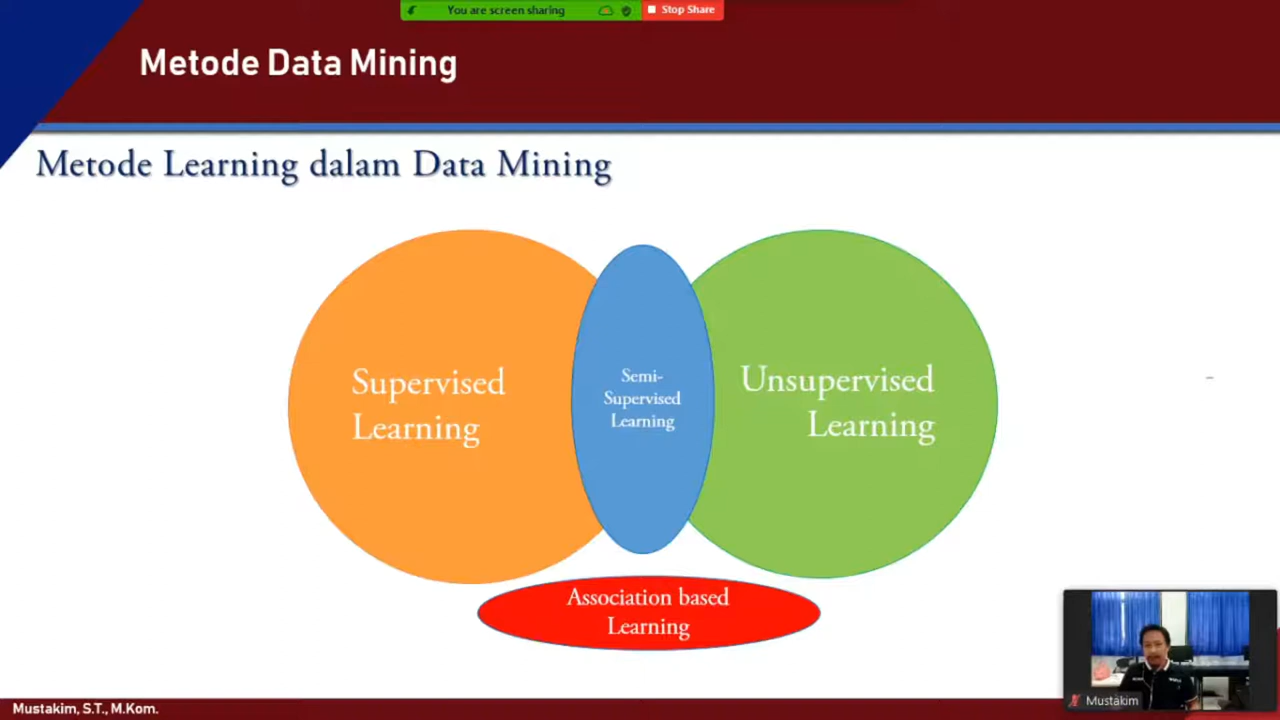 You are screen sharing
Stop Share
Metode Data Mining
Metode Learning dalam Data Mining
Supervised
Learning
Semi-
Supervised
Learning
Unsupervised
Learning
Association based
Learning
Mustakim
Mustakim, S.T., M.Kom.